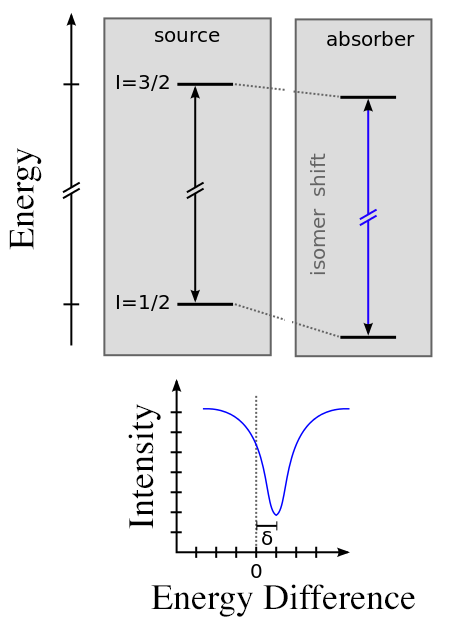 source
absorber
I=3/2
Energy
isomer shift
I=1/2
Intensity
δ
0
Energy Difference